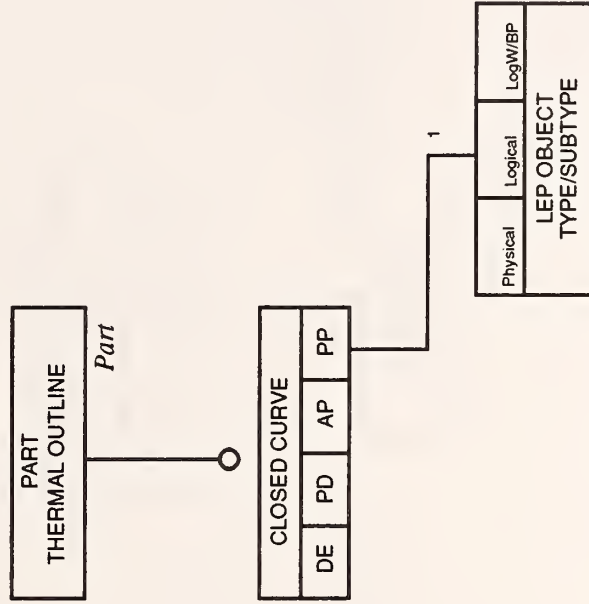 PART
THERMAL OUTLINE
Part
CLOSED CURVE
DE PD AP PP
1
Physical Logical LogW/BP
LEP OBJECT
TYPE/SUBTYPE